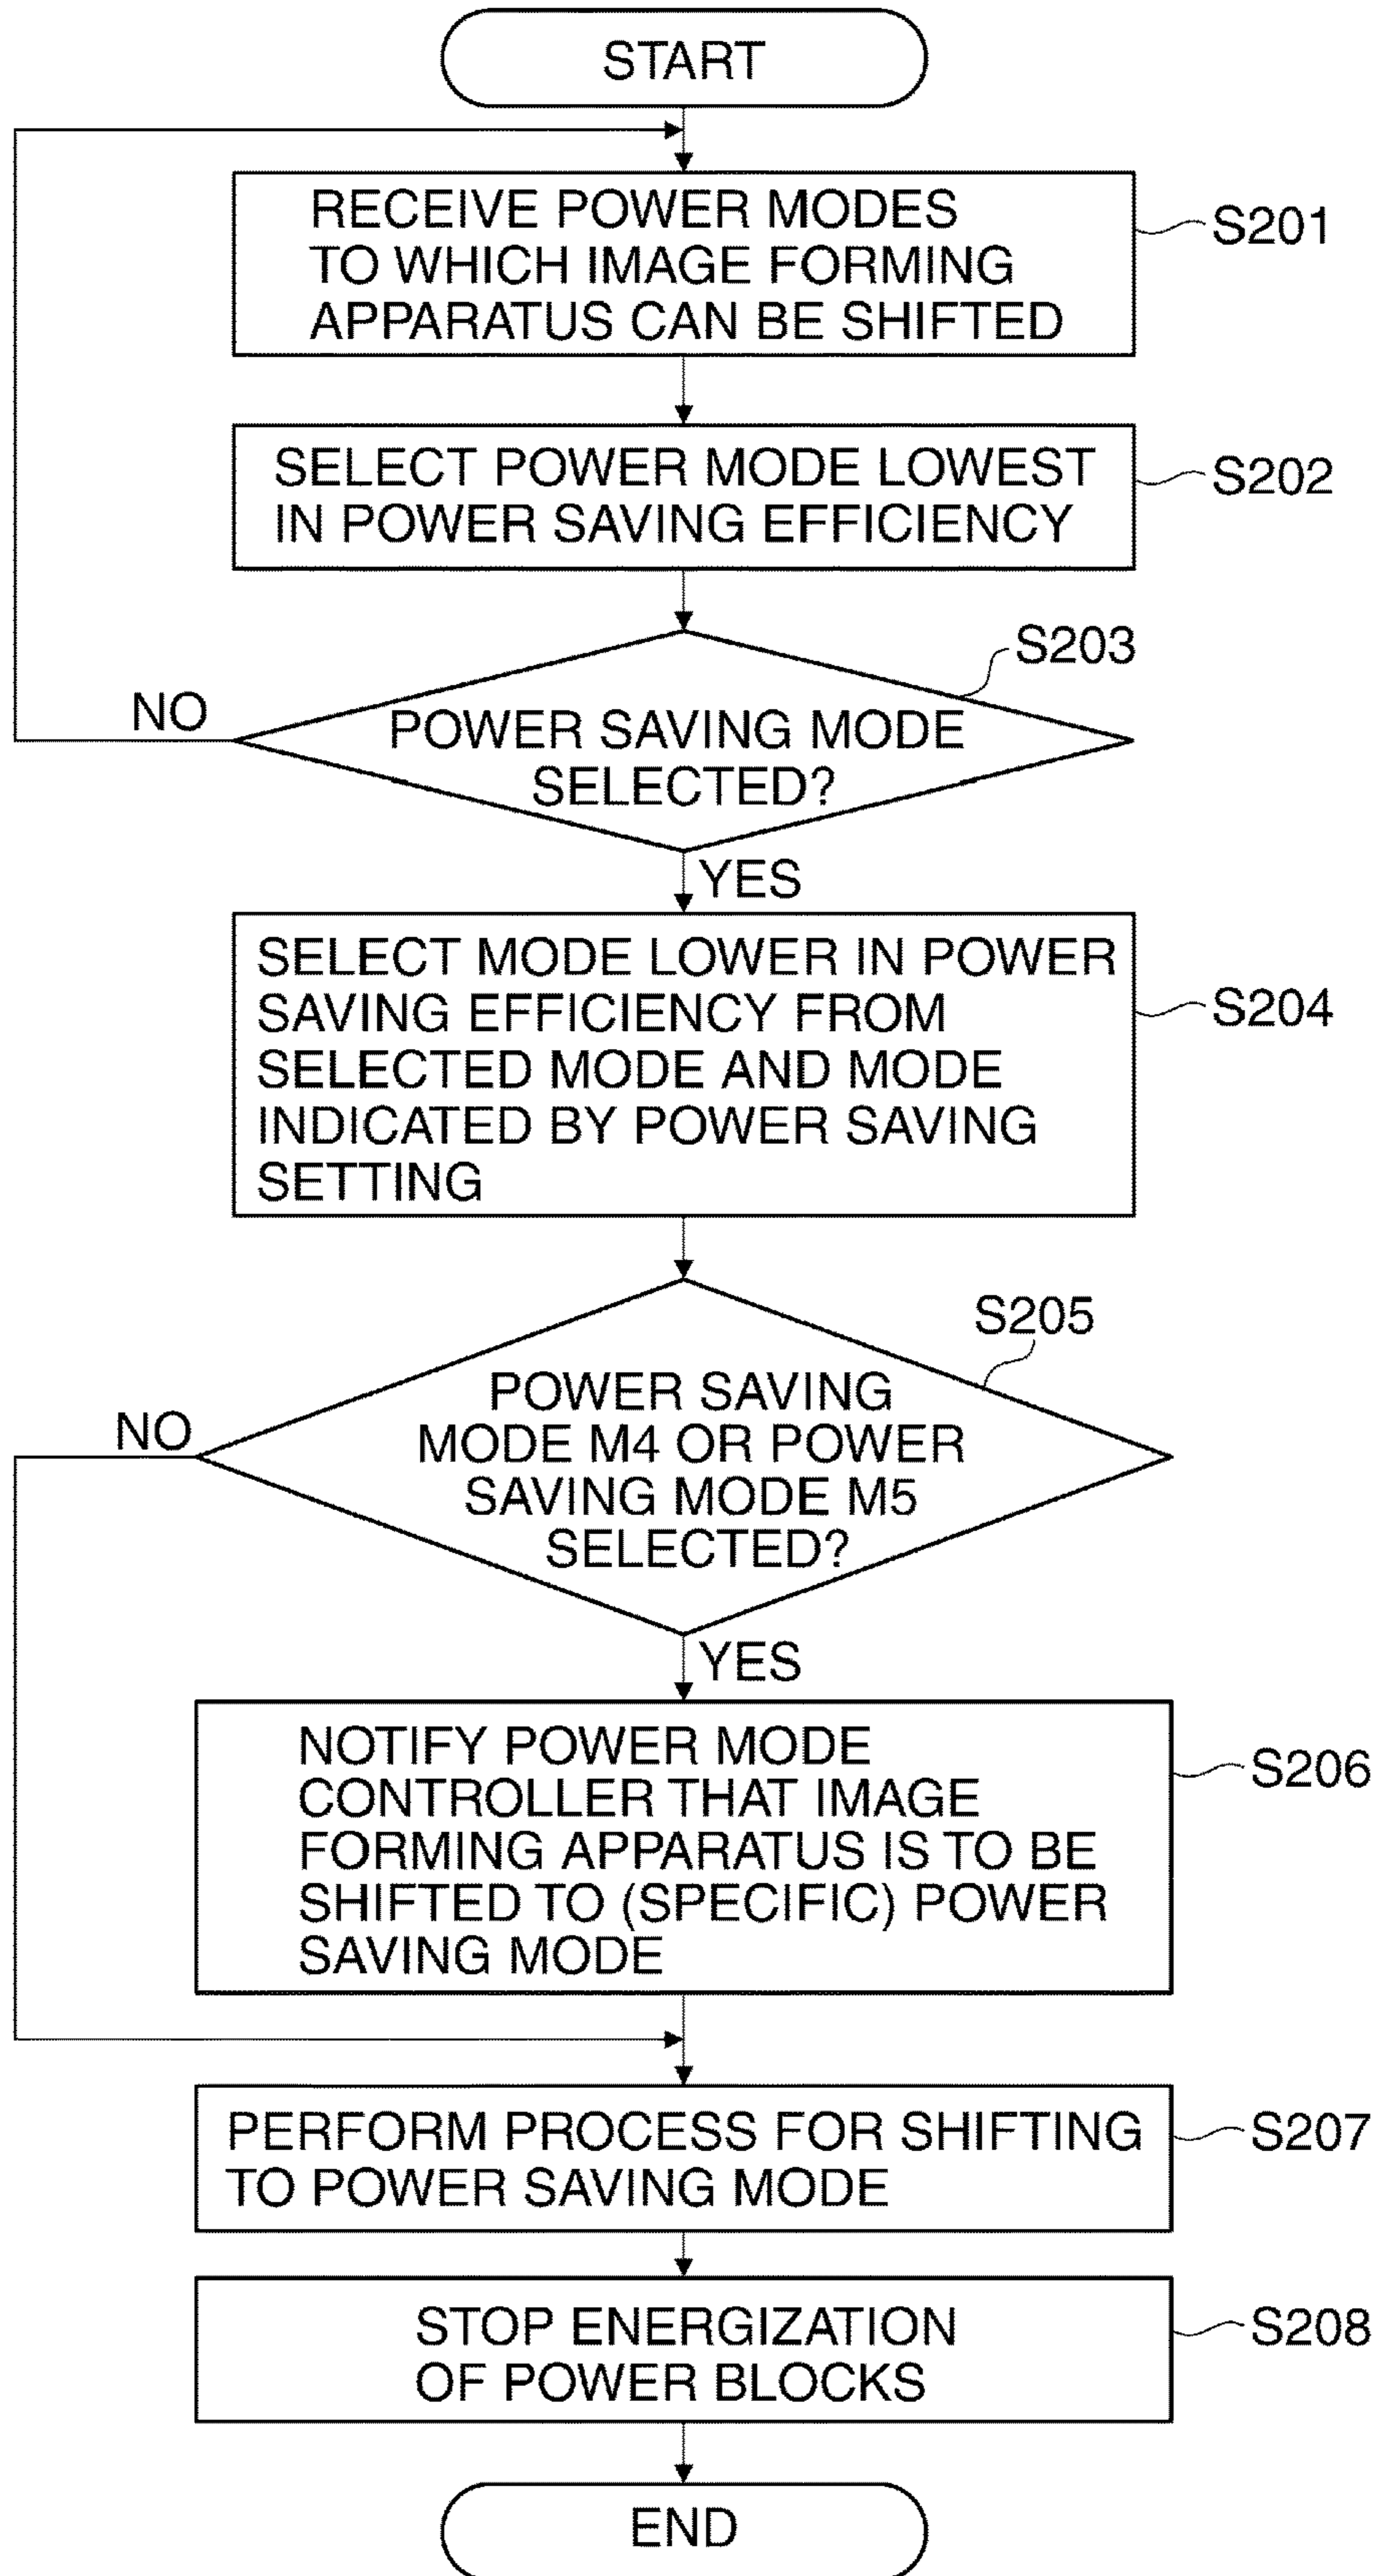 START
RECEIVE POWER MODES
TO WHICH IMAGE FORMING
APPARATUS CAN BE SHIFTED
S201
SELECT POWER MODE LOWEST
IN POWER SAVING EFFICIENCY
S202
S203
NO
POWER SAVING MODE
SELECTED?
YES
SELECT MODE LOWER IN POWER
SAVING EFFICIENCY FROM
SELECTED MODE AND MODE
INDICATED BY POWER SAVING
SETTING
S204
S205
NO
POWER SAVING
MODE M4 OR POWER
SAVING MODE M5
SELECTED?
YES
NOTIFY POWER MODE
CONTROLLER THAT IMAGE
FORMING APPARATUS IS TO BE
SHIFTED TO (SPECIFIC) POWER
SAVING MODE
S206
PERFORM PROCESS FOR SHIFTING
TO POWER SAVING MODE
S207
STOP ENERGIZATION
OF POWER BLOCKS
S208
END